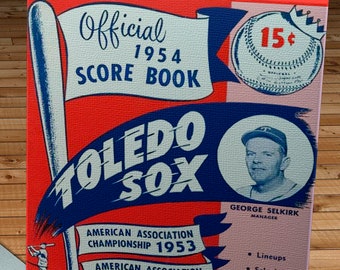 Official
1954
SCORE BOOK
15¢
OFFICIAL
TOLEDO
SOX
GEORGE SELKIRK
MANAGER
AMERICAN ASSOCIATION
CHAMPIONSHIP 1953
• Lineups
AMERICAN ASSOCIATION